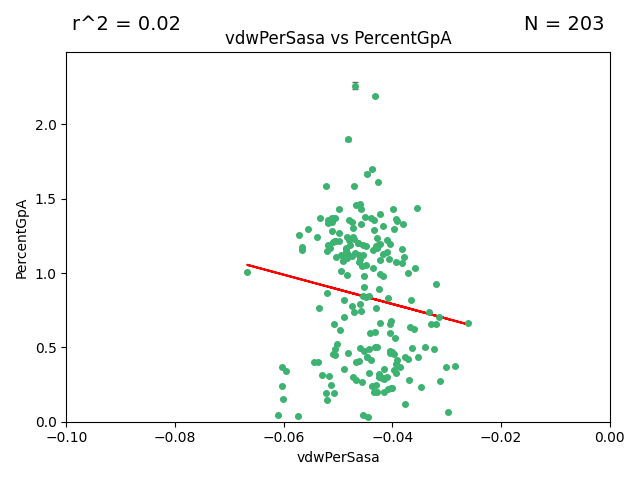 r^2 = 0.02
N = 203
vdwPerSasa vs PercentGpA
PercentGpA
2.0
1.5
1.0
0.5
0.0
−0.10
−0.08
−0.06
−0.04
−0.02
0.00
vdwPerSasa